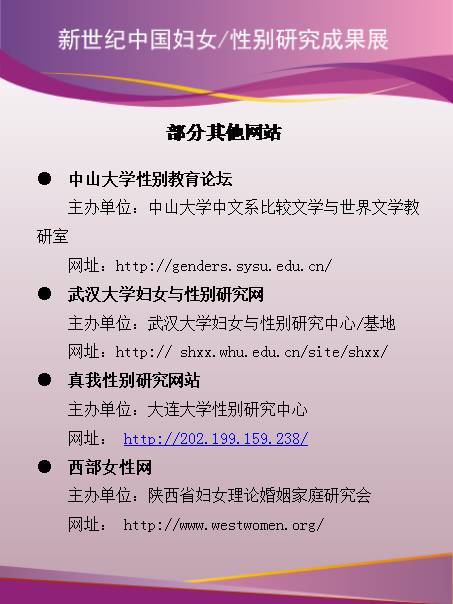 新世纪中国妇女/性别研究成果展
部分其他网站
● 中山大学性别教育论坛
主办单位：中山大学中文系比较文学与世界文学教
研室
网址：http://genders.sysu.edu.cn/
● 武汉大学妇女与性别研究网
主办单位：武汉大学妇女与性别研究中心/基地
网址：http:// shxx.whu.edu.cn/site/shxx/
● 真我性别研究网站
主办单位：大连大学性别研究中心
网址： http://202.199.159.238/
● 西部女性网
主办单位：陕西省妇女理论婚姻家庭研究会
网址： http://www.westwomen.org/